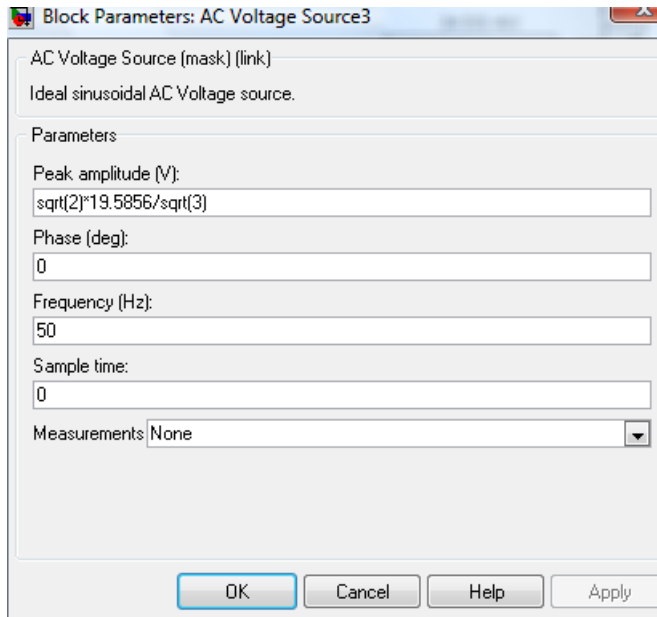 Block Parameters: AC Voltage Source3
AC Voltage Source (mask) (link)
Ideal sinusoidal AC Voltage source.
Parameters
Peak amplitude (V):
sqrt(2)*19.5856/sqrt(3)
Phase (deg):
0
Frequency (Hz):
50
Sample time:
0
Measurements None
OK Cancel Help Apply